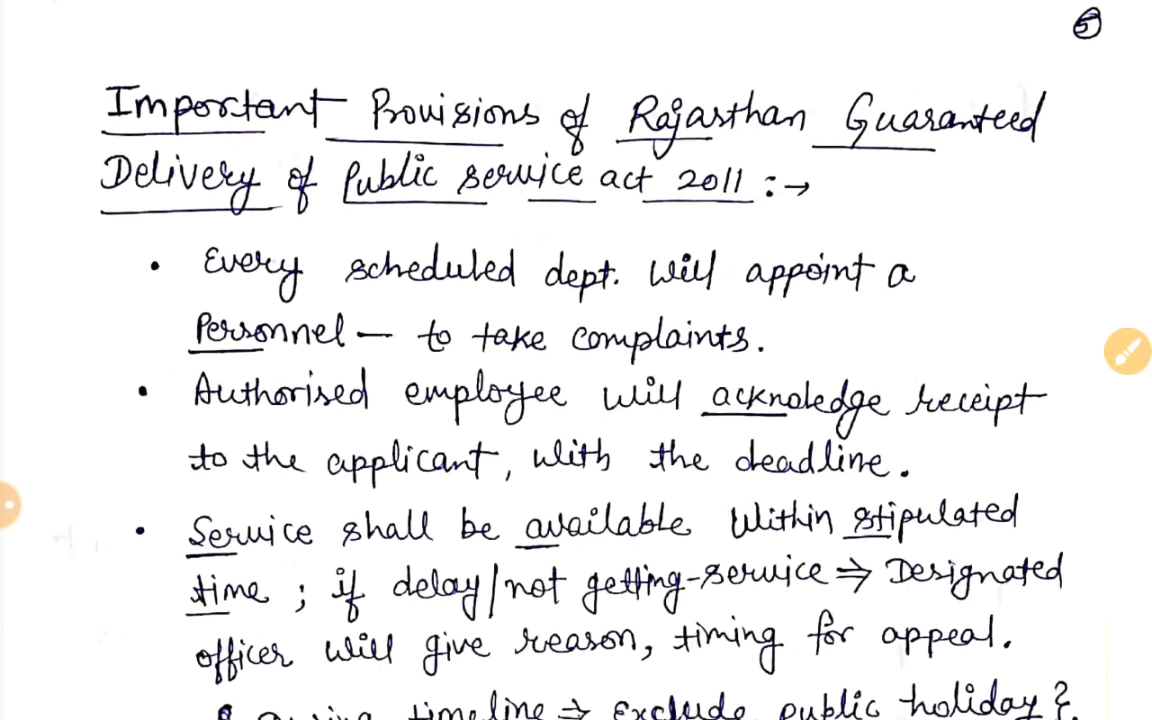 5
Important Provisions of Rajasthan Guaranteed
Delivery of Public service act 2011 :→
• Every scheduled dept. will appoint a
Personnel — to take complaints.
• Authorised employee will acknoledge receipt
to the applicant, with the deadline.
• Service shall be available within stipulated
time ; if delay/not getting-service ⇒ Designated
officer will give reason, timing for appeal.
timeline ⇒ Exclude public holiday }.